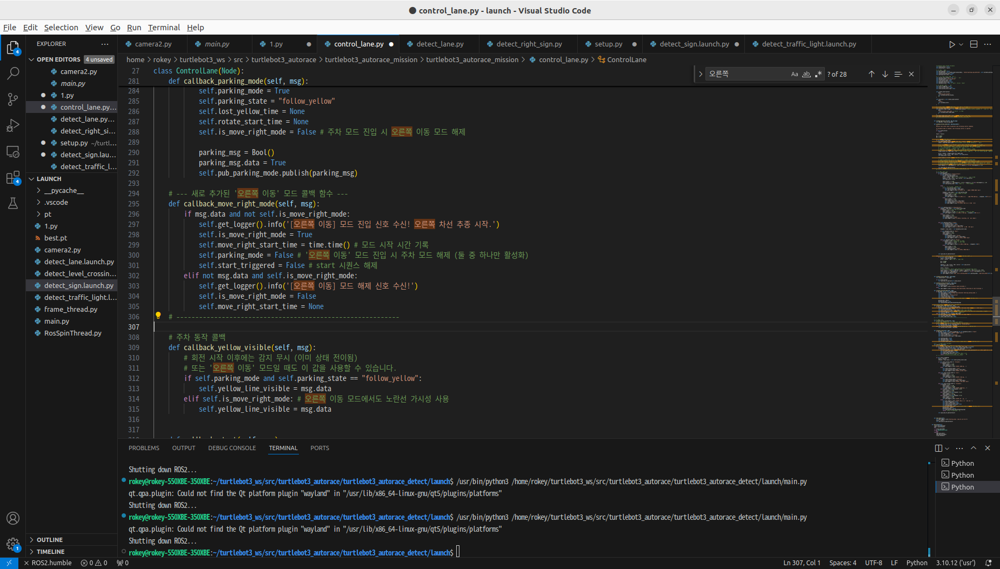 control_lane.py - launch - Visual Studio Code
File Edit Selection View Go Run Terminal Help
EXPLORER
OPEN EDITORS 4 unsaved
camera2.py
main.py
1.py
control_lane.py...
detect_lane.py...
detect_right_si...
setup.py ~/turtl...
detect_sign.lau...
detect_traffic_l...
LAUNCH
__pycache__
.vscode
pt
1.py
best.pt
camera2.py
detect_lane.launch.py
detect_level_crossin...
detect_sign.launch.py
detect_traffic_light.l...
frame_thread.py
main.py
RosSpinThread.py
OUTLINE
TIMELINE
camera2.py main.py 1.py control_lane.py detect_lane.py detect_right_sign.py setup.py detect_sign.launch.py detect_traffic_light.launch.py
home > rokey > turtlebot3_ws > src > turtlebot3_autorace > turtlebot3_autorace_mission > turtlebot3_autorace_mission > control_lane.py > ControlLane
오른쪽 Aa ab .* ? of 28
27 class ControlLane(Node):
281 def callback_parking_mode(self, msg):
284 self.parking_mode = True
285 self.parking_state = "follow_yellow"
286 self.lost_yellow_time = None
287 self.rotate_start_time = None
288 self.is_move_right_mode = False # 주차 모드 진입 시 오른쪽 이동 모드 해제
289
290 parking_msg = Bool()
291 parking_msg.data = True
292 self.pub_parking_mode.publish(parking_msg)
293
294 # --- 새로 추가된 '오른쪽 이동' 모드 콜백 함수 ---
295 def callback_move_right_mode(self, msg):
296 if msg.data and not self.is_move_right_mode:
297 self.get_logger().info('[오른쪽 이동] 모드 진입 신호 수신! 오른쪽 차선 추종 시작.')
298 self.is_move_right_mode = True
299 self.move_right_start_time = time.time() # 모드 시작 시간 기록
300 self.parking_mode = False # '오른쪽 이동' 모드 진입 시 주차 모드 해제 (둘 중 하나만 활성화)
301 self.start_triggered = False # start 시퀀스 해제
302 elif not msg.data and self.is_move_right_mode:
303 self.get_logger().info('[오른쪽 이동] 모드 해제 신호 수신!')
304 self.is_move_right_mode = False
305 self.move_right_start_time = None
306 # -----------------------------------------------------------
307
308 # 주차 동작 콜백
309 def callback_yellow_visible(self, msg):
310 # 회전 시작 이후에는 감지 무시 (이미 상태 전이됨)
311 # 또는 '오른쪽 이동' 모드일 때도 이 값을 사용할 수 있습니다.
312 if self.parking_mode and self.parking_state == "follow_yellow":
313 self.yellow_line_visible = msg.data
314 elif self.is_move_right_mode: # 오른쪽 이동 모드에서도 노란선 가시성 사용
315 self.yellow_line_visible = msg.data
316
317
PROBLEMS OUTPUT DEBUG CONSOLE TERMINAL PORTS
Shutting down ROS2...
rokey@rokey-550XBE-350XBE:~/turtlebot3_ws/src/turtlebot3_autorace/turtlebot3_autorace_detect/launch$ /usr/bin/python3 /home/rokey/turtlebot3_ws/src/turtlebot3_autorace/turtlebot3_autorace_detect/launch/main.py
qt.qpa.plugin: Could not find the Qt platform plugin "wayland" in "/usr/lib/x86_64-linux-gnu/qt5/plugins/platforms"
Shutting down ROS2...
rokey@rokey-550XBE-350XBE:~/turtlebot3_ws/src/turtlebot3_autorace/turtlebot3_autorace_detect/launch$ /usr/bin/python3 /home/rokey/turtlebot3_ws/src/turtlebot3_autorace/turtlebot3_autorace_detect/launch/main.py
qt.qpa.plugin: Could not find the Qt platform plugin "wayland" in "/usr/lib/x86_64-linux-gnu/qt5/plugins/platforms"
Shutting down ROS2...
rokey@rokey-550XBE-350XBE:~/turtlebot3_ws/src/turtlebot3_autorace/turtlebot3_autorace_detect/launch$
Python
Python
Python
ROS2.humble 0 0 0 Ln 307, Col 1 Spaces: 4 UTF-8 LF Python 3.10.12 ('usr')